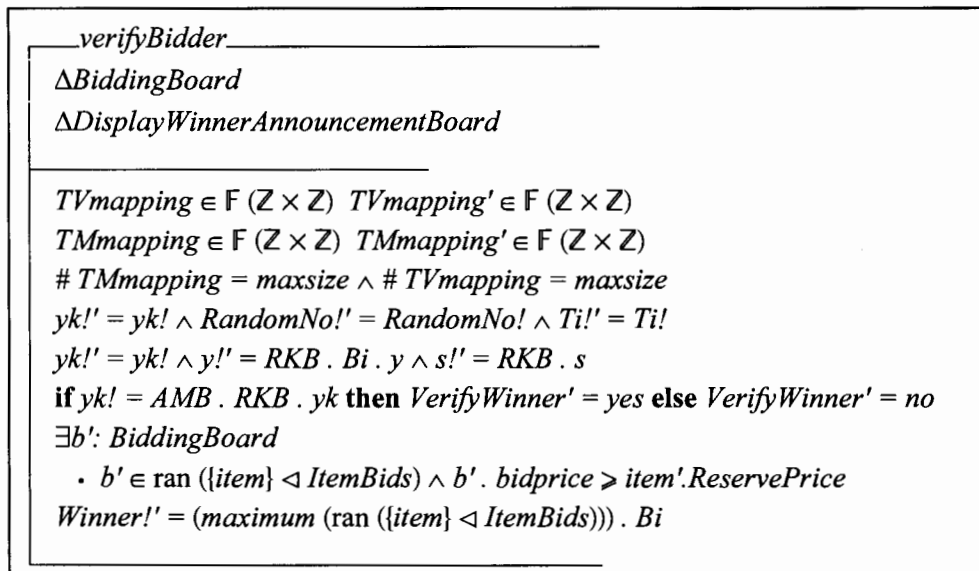 verifyBidder
ΔBiddingBoard
ΔDisplayWinnerAnnouncementBoard
TVmapping ∈ 𝔽 (ℤ × ℤ) TVmapping' ∈ 𝔽 (ℤ × ℤ)
TMmapping ∈ 𝔽 (ℤ × ℤ) TMmapping' ∈ 𝔽 (ℤ × ℤ)
# TMmapping = maxsize ∧ # TVmapping = maxsize
yk!' = yk! ∧ RandomNo!' = RandomNo! ∧ Ti!' = Ti!
yk!' = yk! ∧ y!' = RKB . Bi . y ∧ s!' = RKB . s
if yk! = AMB . RKB . yk then VerifyWinner' = yes else VerifyWinner' = no
∃b': BiddingBoard
· b' ∈ ran ({item} ◁ ItemBids) ∧ b' . bidprice ⩾ item'.ReservePrice
Winner!' = (maximum (ran ({item} ◁ ItemBids))) . Bi